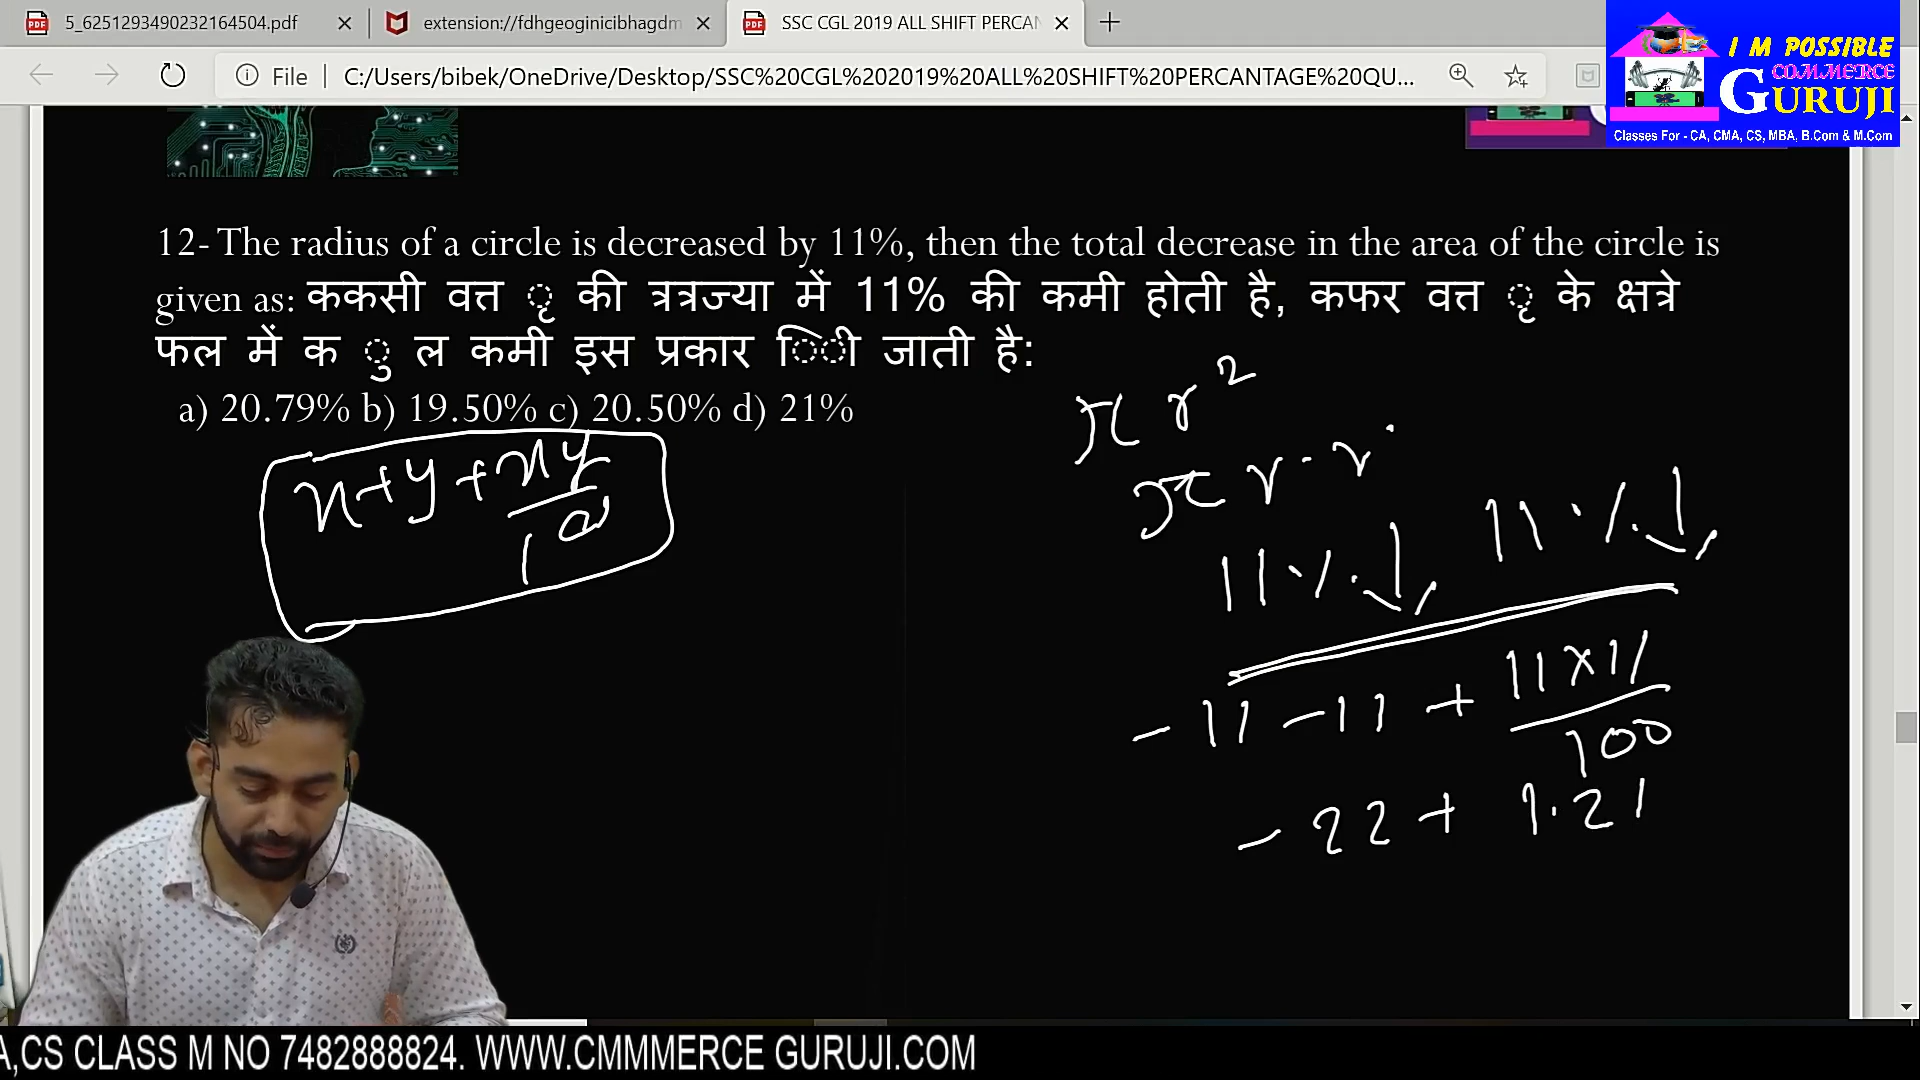 5_6251293490232164504.pdf
extension://fdhgeoginicibhagdm
SSC CGL 2019 ALL SHIFT PERCAN
File
C:/Users/bibek/OneDrive/Desktop/SSC%20CGL%202019%20ALL%20SHIFT%20PERCANTAGE%20QU...
I M POSSIBLE
COMMERCE
GURUJI
Classes For - CA, CMA, CS, MBA, B.Com & M.Com
12- The radius of a circle is decreased by 11%, then the total decrease in the area of the circle is
given as: ककसी वत्त ृ की त्रत्रज्या में 11% की कमी होती है, कफर वत्त ृ के क्षत्रे
फल में क ु ल कमी इस प्रकार िी जाती है:
a) 20.79% b) 19.50% c) 20.50% d) 21%
π r²
x+y+xy/100
π r·r
11%↓, 11%↓,
-11-11+11×11/100
-22+1.21
A,CS CLASS M NO 7482888824. WWW.CMMMERCE GURUJI.COM